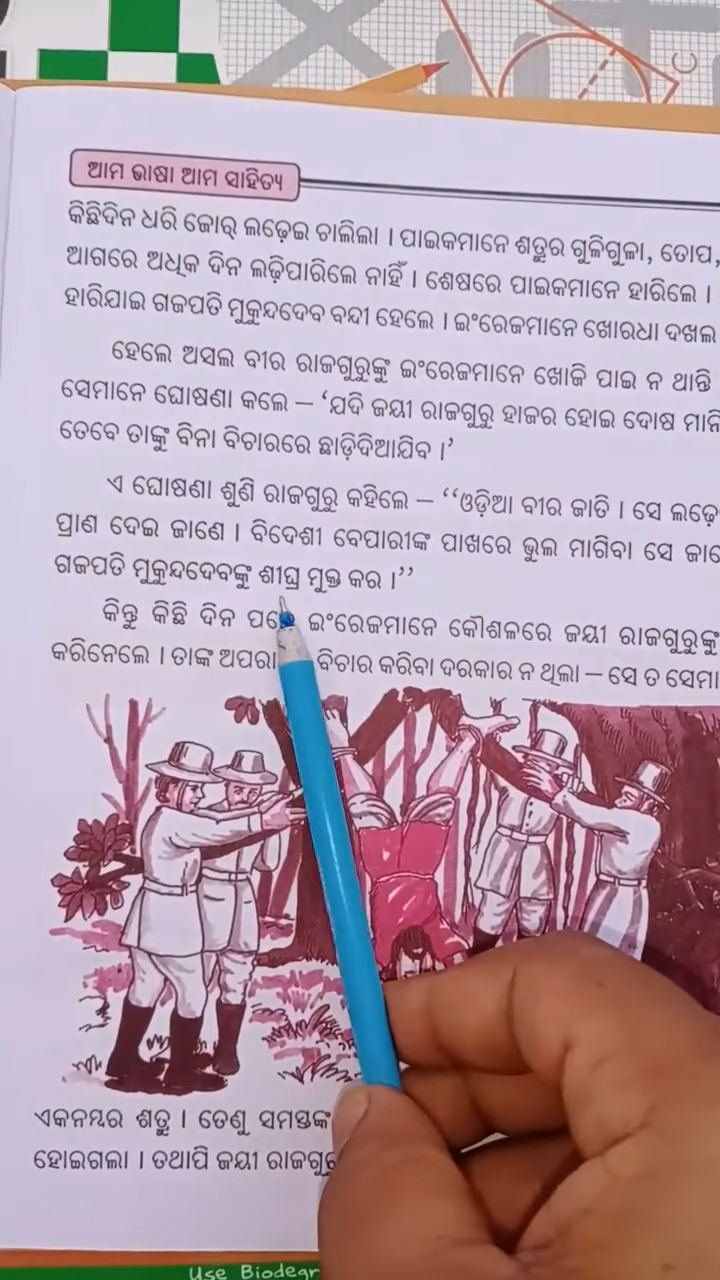 ଆମ ଭାଷା ଆମ ସାହିତ୍ୟ
କିଛିଦିନ ଧରି ଜୋର୍ ଲଢ଼େଇ ଚାଲିଲା । ପାଇକମାନେ ଶତ୍ରୁର ଗୁଳିଗୁଳା, ତୋପ,
ଆଗରେ ଅଧିକ ଦିନ ଲଢ଼ିପାରିଲେ ନାହିଁ । ଶେଷରେ ପାଇକମାନେ ହାରିଲେ ।
ହାରିଯାଇ ଗଜପତି ମୁକୁନ୍ଦଦେବ ବନ୍ଦୀ ହେଲେ । ଇଂରେଜମାନେ ଖୋରଧା ଦଖଲ
ହେଲେ ଅସଲ ବୀର ରାଜଗୁରୁଙ୍କୁ ଇଂରେଜମାନେ ଖୋଜି ପାଇ ନ ଥାନ୍ତି
ସେମାନେ ଘୋଷଣା କଲେ – ‘ଯଦି ଜୟୀ ରାଜଗୁରୁ ହାଜର ହୋଇ ଦୋଷ ମାନି
ତେବେ ତାଙ୍କୁ ବିନା ବିଚାରରେ ଛାଡ଼ିଦିଆଯିବ ।’
ଏ ଘୋଷଣା ଶୁଣି ରାଜଗୁରୁ କହିଲେ – ‘‘ଓଡ଼ିଆ ବୀର ଜାତି । ସେ ଲଢ଼େ
ପ୍ରାଣ ଦେଇ ଜାଣେ । ବିଦେଶୀ ବେପାରୀଙ୍କ ପାଖରେ ଭୁଲ ମାଗିବା ସେ ଜାଣେ
ଗଜପତି ମୁକୁନ୍ଦଦେବଙ୍କୁ ଶୀଘ୍ର ମୁକ୍ତ କର ।’’
କିନ୍ତୁ କିଛି ଦିନ ଇଂରେଜମାନେ କୌଶଳରେ ଜୟୀ ରାଜଗୁରୁଙ୍କୁ
କରିନେଲେ । ତାଙ୍କ ବିଚାର କରିବା ଦରକାର ନ ଥିଲା – ସେ ତ ସେମା
ଏକନମ୍ବର ଶତ୍ରୁ । ତେଣୁ ସମସ୍ତଙ୍କ
ହୋଇଗଲା । ତଥାପି ଜୟୀ ରାଜଗୁରୁ
Use Biodegr